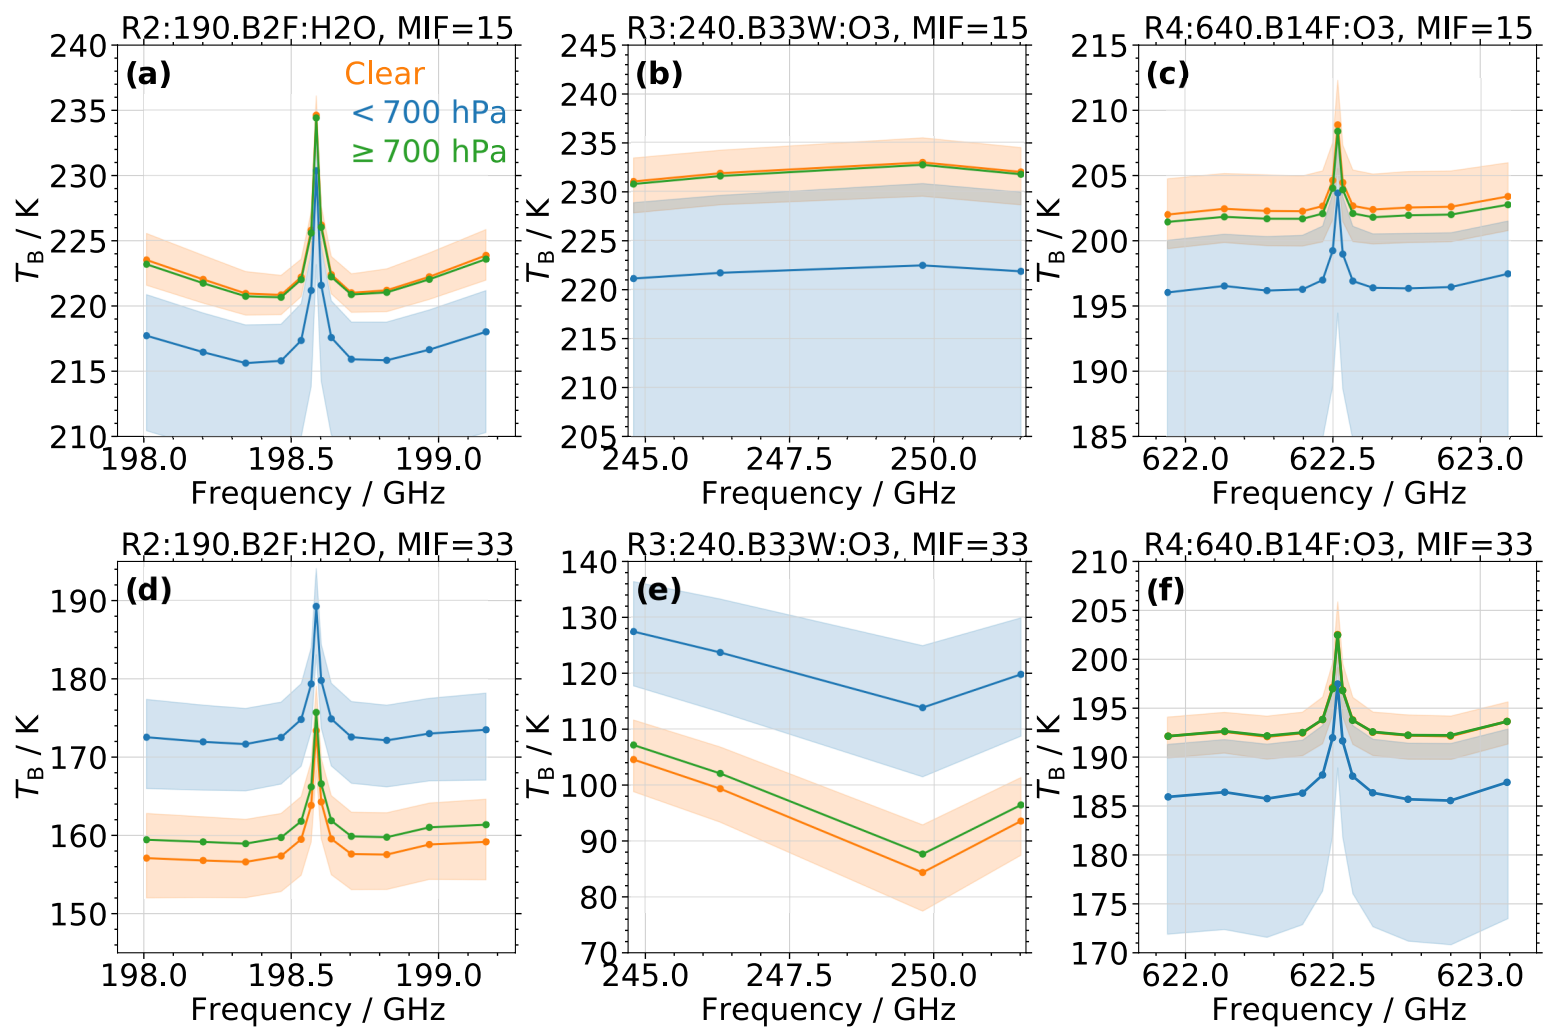 R2:190.B2F:H2O, MIF=15
(a)
Clear
< 700 hPa
≥ 700 hPa
240
235
230
225
220
215
210
T_B / K
198.0 198.5 199.0
Frequency / GHz
R3:240.B33W:O3, MIF=15
(b)
245
240
235
230
225
220
215
210
205
T_B / K
245.0 247.5 250.0
Frequency / GHz
R4:640.B14F:O3, MIF=15
(c)
215
210
205
200
195
190
185
T_B / K
622.0 622.5 623.0
Frequency / GHz
R2:190.B2F:H2O, MIF=33
(d)
190
180
170
160
150
T_B / K
198.0 198.5 199.0
Frequency / GHz
R3:240.B33W:O3, MIF=33
(e)
140
130
120
110
100
90
80
70
T_B / K
245.0 247.5 250.0
Frequency / GHz
R4:640.B14F:O3, MIF=33
(f)
210
205
200
195
190
185
180
175
170
T_B / K
622.0 622.5 623.0
Frequency / GHz